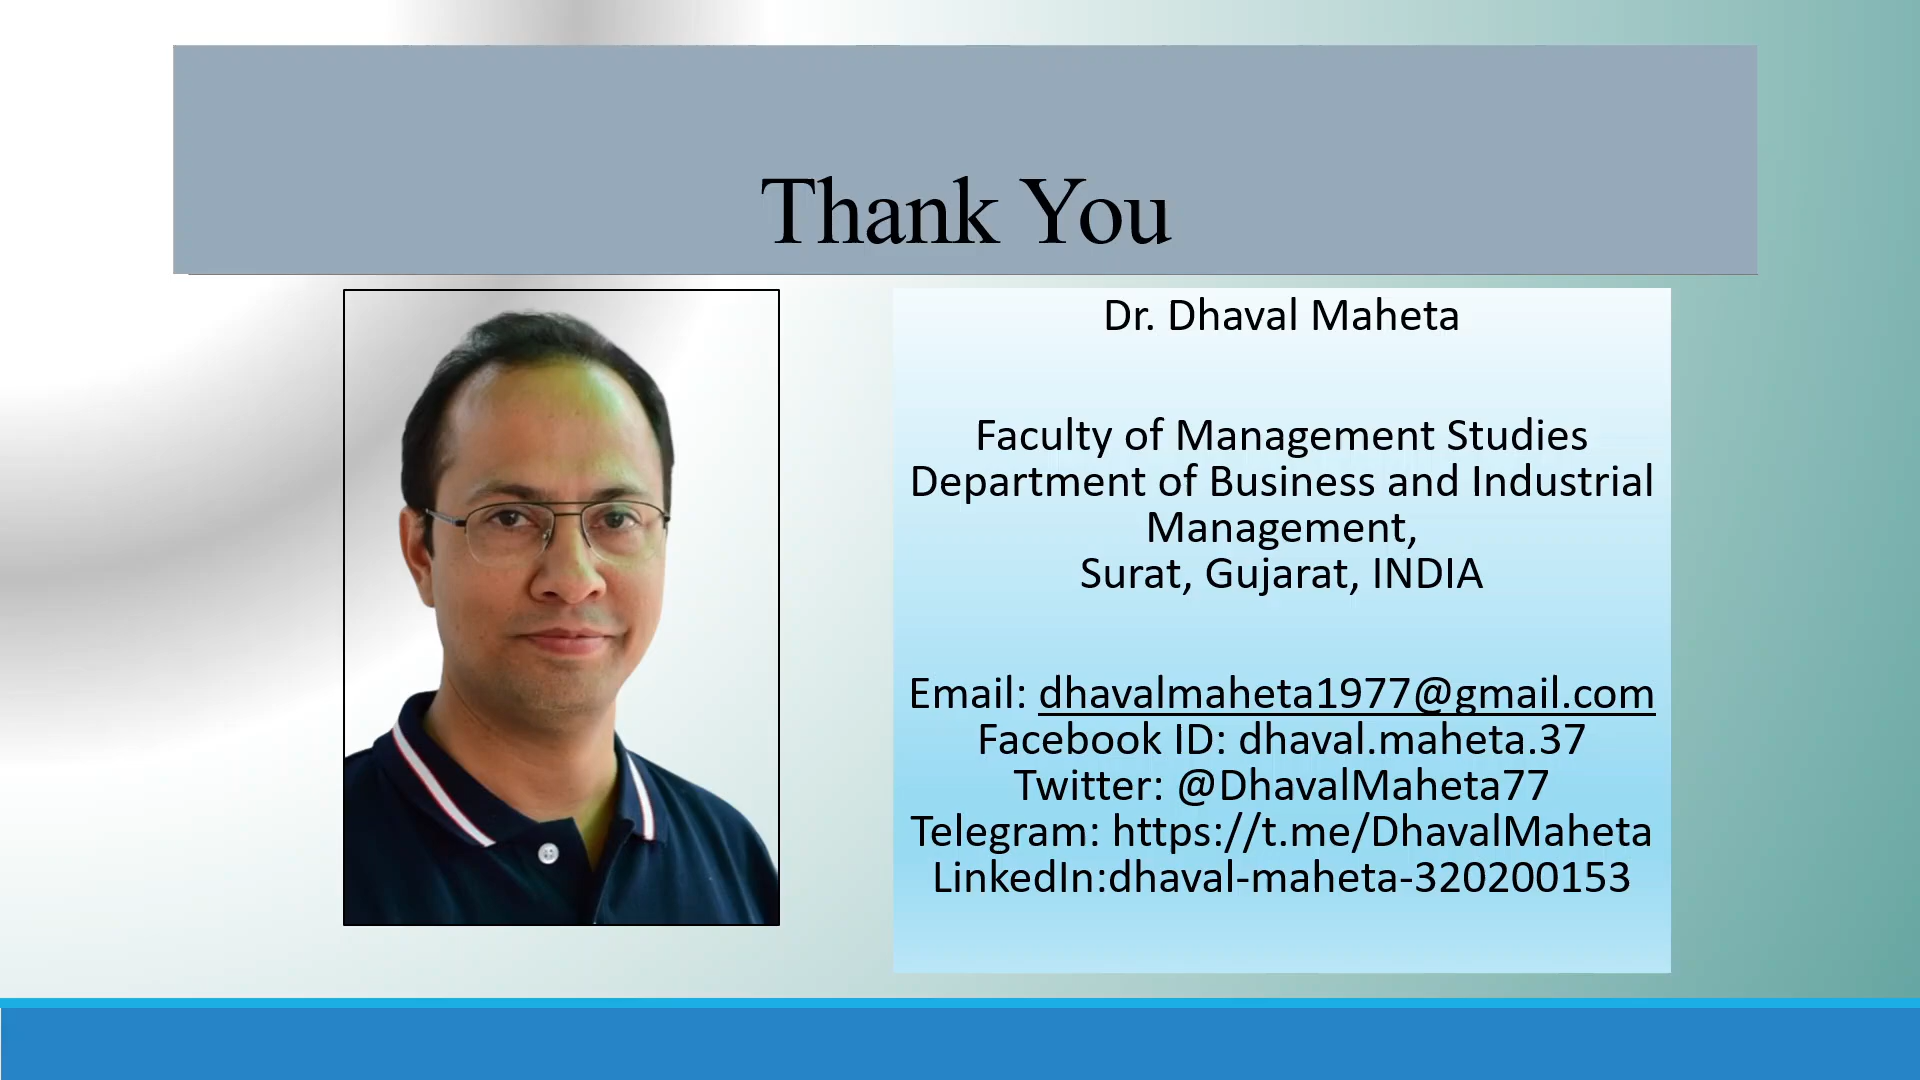 Thank You
Dr. Dhaval Maheta
Faculty of Management Studies
Department of Business and Industrial
Management,
Surat, Gujarat, INDIA
Email: dhavalmaheta1977@gmail.com
Facebook ID: dhaval.maheta.37
Twitter: @DhavalMaheta77
Telegram: https://t.me/DhavalMaheta
LinkedIn:dhaval-maheta-320200153